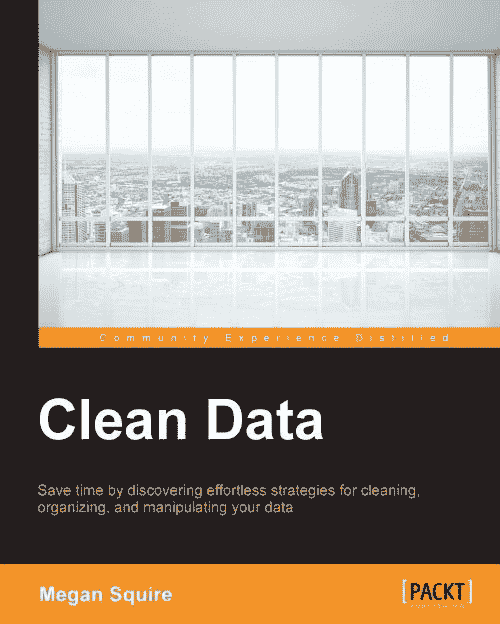 Community Experience Distilled
Clean Data
Save time by discovering effortless strategies for cleaning,
organizing, and manipulating your data
Megan Squire
[PACKT]